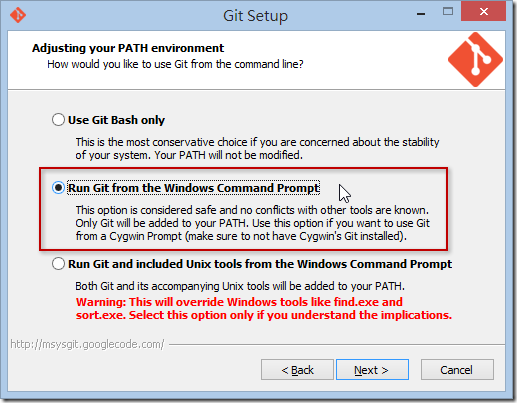 Git Setup
Adjusting your PATH environment
How would you like to use Git from the command line?
Use Git Bash only
This is the most conservative choice if you are concerned about the stability
of your system. Your PATH will not be modified.
Run Git from the Windows Command Prompt
This option is considered safe and no conflicts with other tools are known.
Only Git will be added to your PATH. Use this option if you want to use Git
from a Cygwin Prompt (make sure to not have Cygwin's Git installed).
Run Git and included Unix tools from the Windows Command Prompt
Both Git and its accompanying Unix tools will be added to your PATH.
Warning: This will override Windows tools like find.exe and
sort.exe. Select this option only if you understand the implications.
http://msysgit.googlecode.com/
< Back
Next >
Cancel